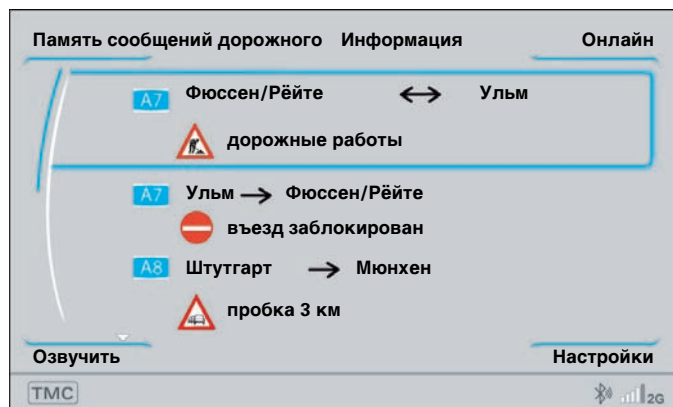 Память сообщений дорожного Информация Онлайн
A7 Фюссен/Рёйте ↔ Ульм
дорожные работы
A7 Ульм → Фюссен/Рёйте
въезд заблокирован
A8 Штутгарт → Мюнхен
пробка 3 км
Озвучить Настройки
TMC 2G